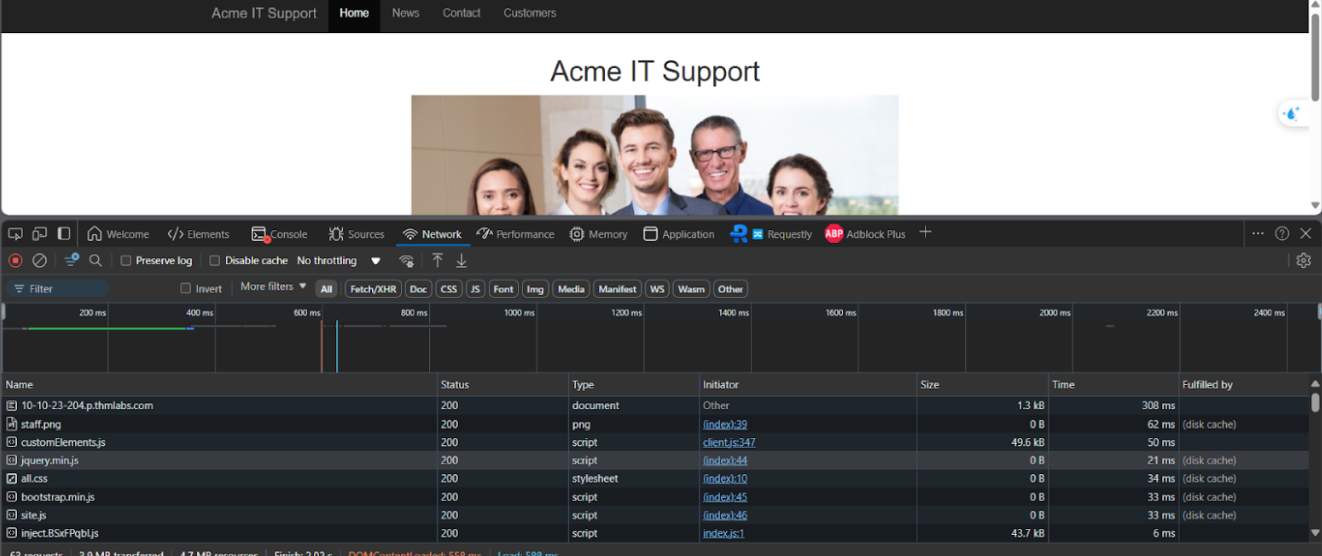 Acme IT Support Home News Contact Customers
Acme IT Support
Welcome Elements Console Sources Network Performance Memory Application Requestly ABP Adblock Plus
Preserve log Disable cache No throttling
Filter Invert More filters All Fetch/XHR Doc CSS JS Font Img Media Manifest WS Wasm Other
200 ms 400 ms 600 ms 800 ms 1000 ms 1200 ms 1400 ms 1600 ms 1800 ms 2000 ms 2200 ms 2400 ms
Name Status Type Initiator Size Time Fulfilled by
10-10-23-204.p.thmlabs.com 200 document Other 1.3 kB 308 ms
staff.png 200 png (index):39 0 B 62 ms (disk cache)
customElements.js 200 script client.js:347 49.6 kB 50 ms
jquery.min.js 200 script (index):44 0 B 21 ms (disk cache)
all.css 200 stylesheet (index):10 0 B 34 ms (disk cache)
bootstrap.min.js 200 script (index):45 0 B 33 ms (disk cache)
site.js 200 script (index):46 0 B 33 ms (disk cache)
inject.BSxFPqbl.js 200 script index.js:1 43.7 kB 6 ms
63 requests 3.9 MB transferred 4.7 MB resources Finish: 2.02 s DOMContentLoaded: 558 ms Load: 589 ms